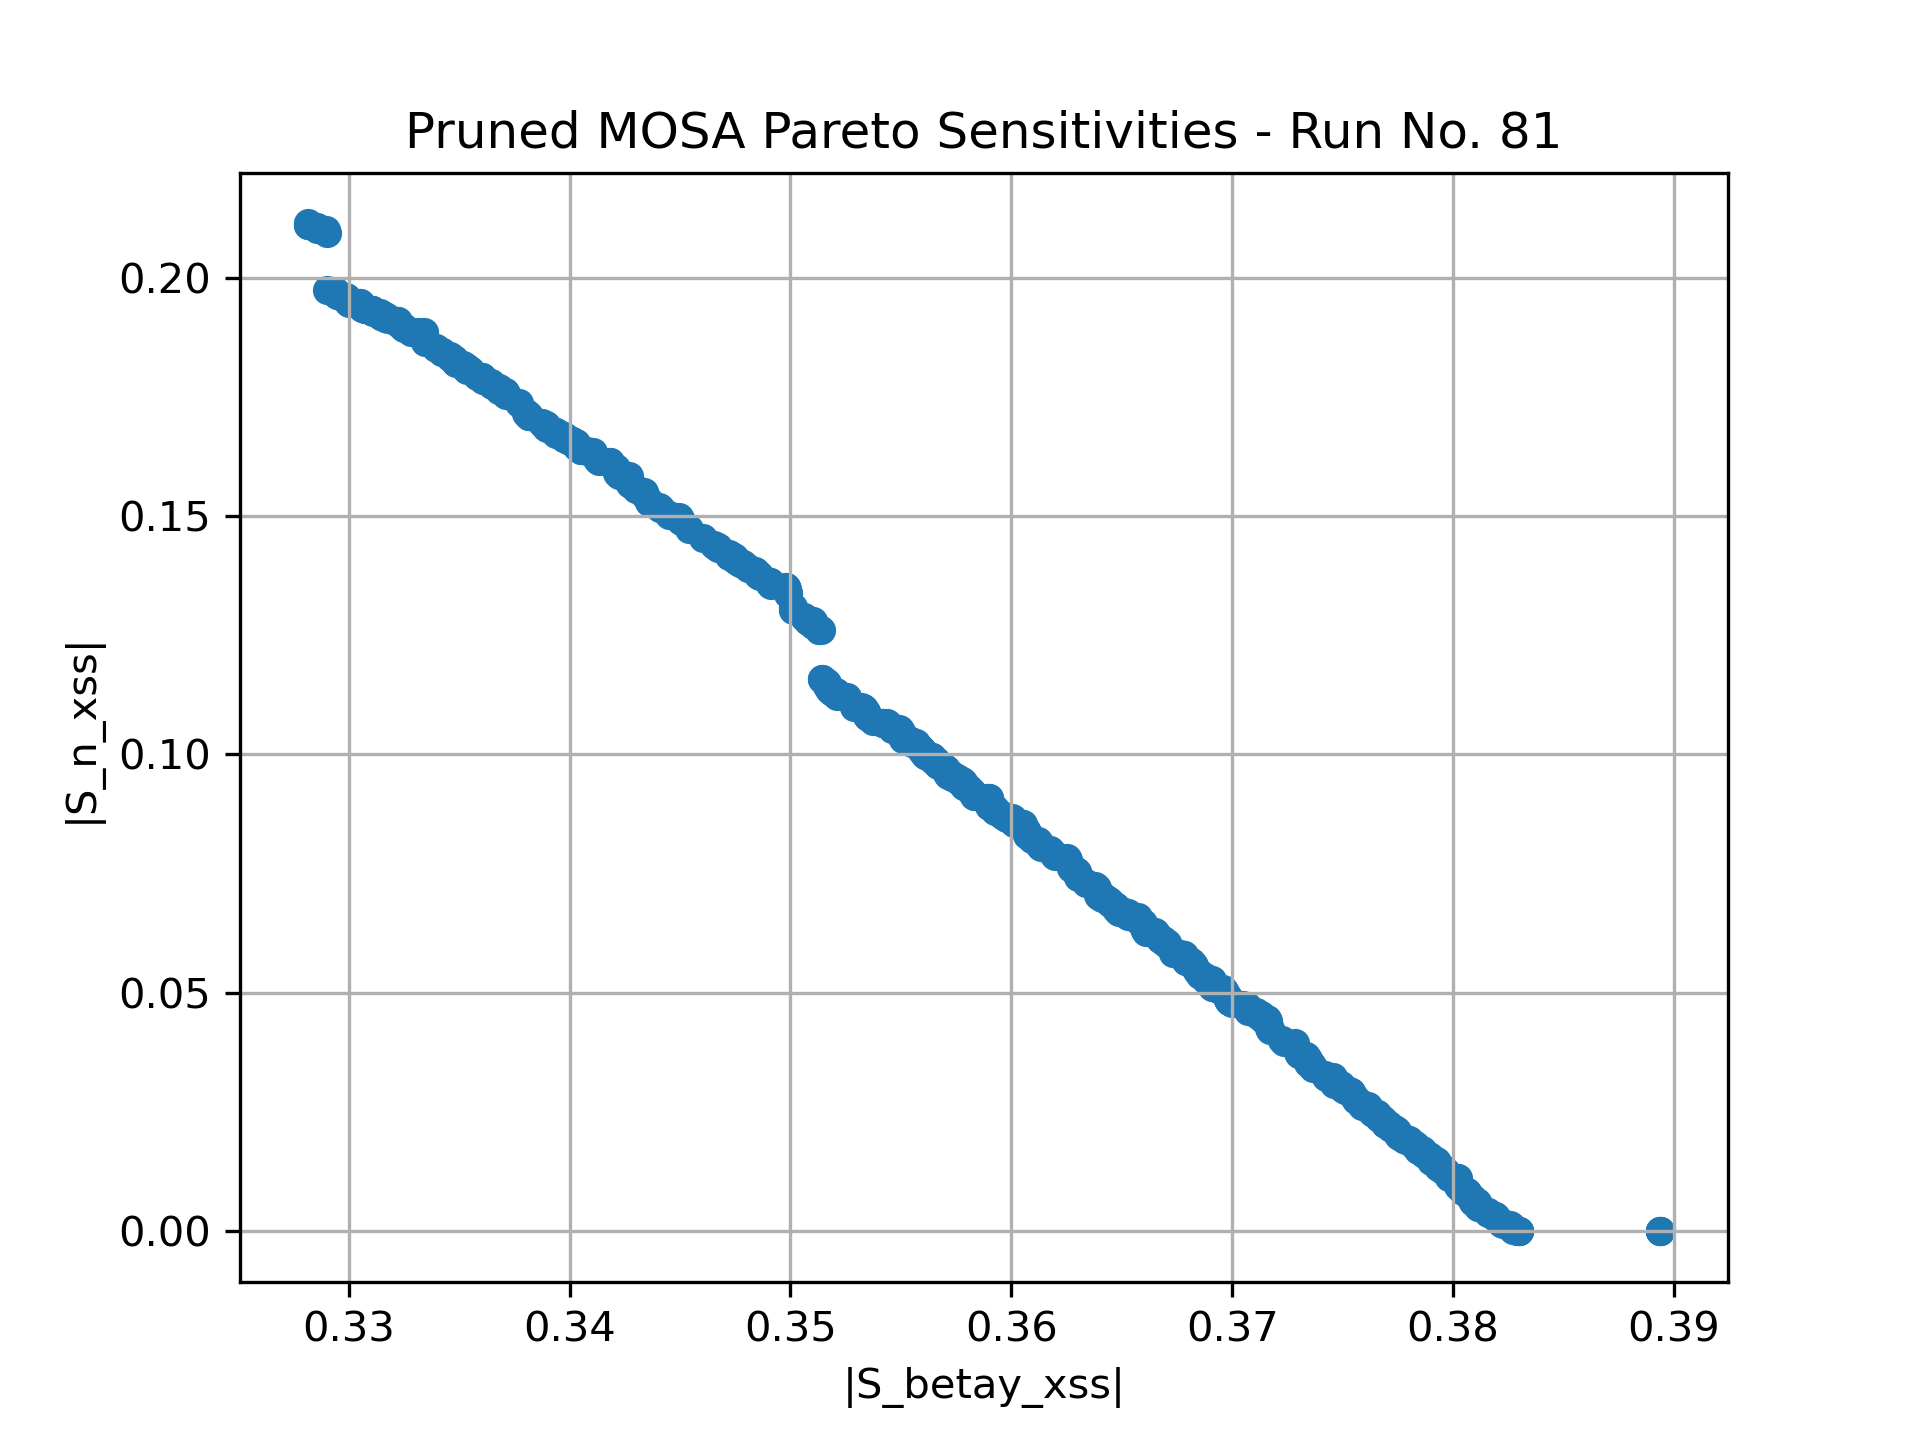 Pruned MOSA Pareto Sensitivities - Run No. 81
|S_n_xss|
0.20
0.15
0.10
0.05
0.00
0.33 0.34 0.35 0.36 0.37 0.38 0.39
|S_betay_xss|